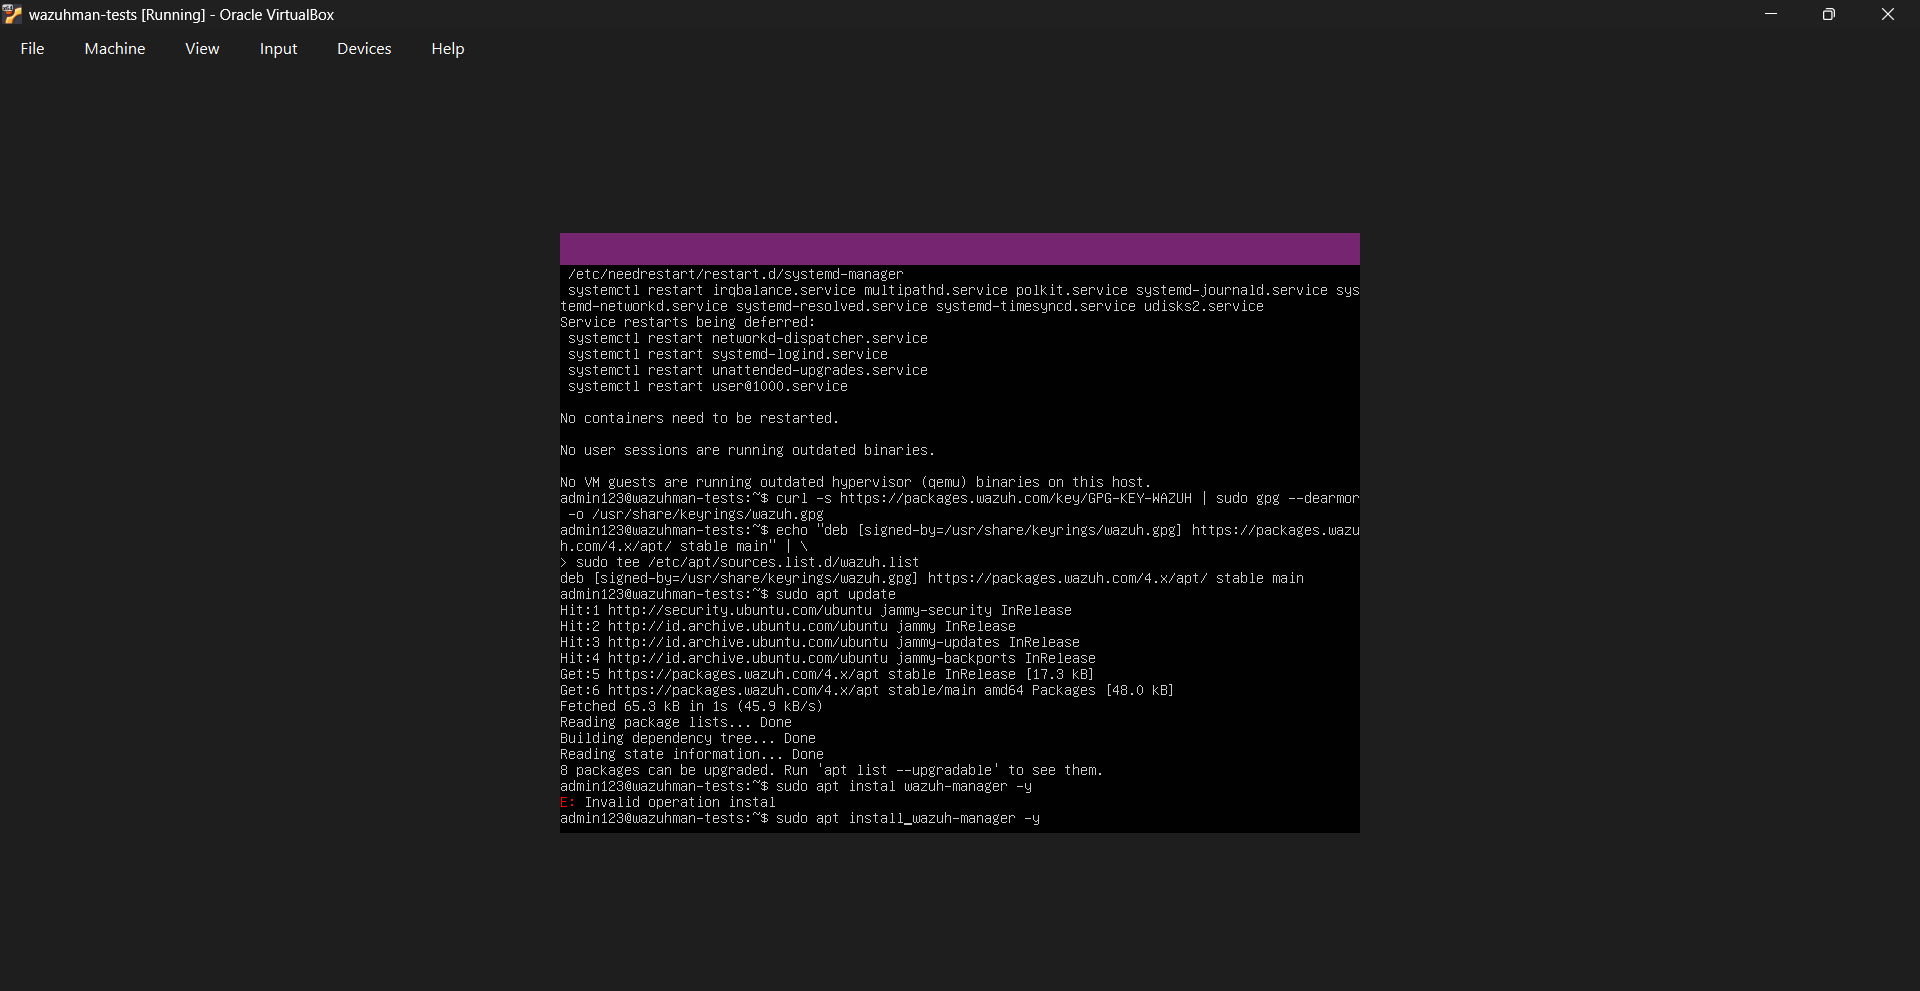 wazuhman-tests [Running] - Oracle VirtualBox
File Machine View Input Devices Help
/etc/needrestart/restart.d/systemd-manager
systemctl restart irqbalance.service multipathd.service polkit.service systemd-journald.service sys
temd-networkd.service systemd-resolved.service systemd-timesyncd.service udisks2.service
Service restarts being deferred:
systemctl restart networkd-dispatcher.service
systemctl restart systemd-logind.service
systemctl restart unattended-upgrades.service
systemctl restart user@1000.service
No containers need to be restarted.
No user sessions are running outdated binaries.
No VM guests are running outdated hypervisor (qemu) binaries on this host.
admin123@wazuhman-tests:~$ curl -s https://packages.wazuh.com/key/GPG-KEY-WAZUH | sudo gpg --dearmor
-o /usr/share/keyrings/wazuh.gpg
admin123@wazuhman-tests:~$ echo "deb [signed-by=/usr/share/keyrings/wazuh.gpg] https://packages.wazu
h.com/4.x/apt/ stable main" | \
> sudo tee /etc/apt/sources.list.d/wazuh.list
deb [signed-by=/usr/share/keyrings/wazuh.gpg] https://packages.wazuh.com/4.x/apt/ stable main
admin123@wazuhman-tests:~$ sudo apt update
Hit:1 http://security.ubuntu.com/ubuntu jammy-security InRelease
Hit:2 http://id.archive.ubuntu.com/ubuntu jammy InRelease
Hit:3 http://id.archive.ubuntu.com/ubuntu jammy-updates InRelease
Hit:4 http://id.archive.ubuntu.com/ubuntu jammy-backports InRelease
Get:5 https://packages.wazuh.com/4.x/apt stable InRelease [17.3 kB]
Get:6 https://packages.wazuh.com/4.x/apt stable/main amd64 Packages [48.0 kB]
Fetched 65.3 kB in 1s (45.9 kB/s)
Reading package lists... Done
Building dependency tree... Done
Reading state information... Done
8 packages can be upgraded. Run 'apt list --upgradable' to see them.
admin123@wazuhman-tests:~$ sudo apt instal wazuh-manager -y
E: Invalid operation instal
admin123@wazuhman-tests:~$ sudo apt install_wazuh-manager -y